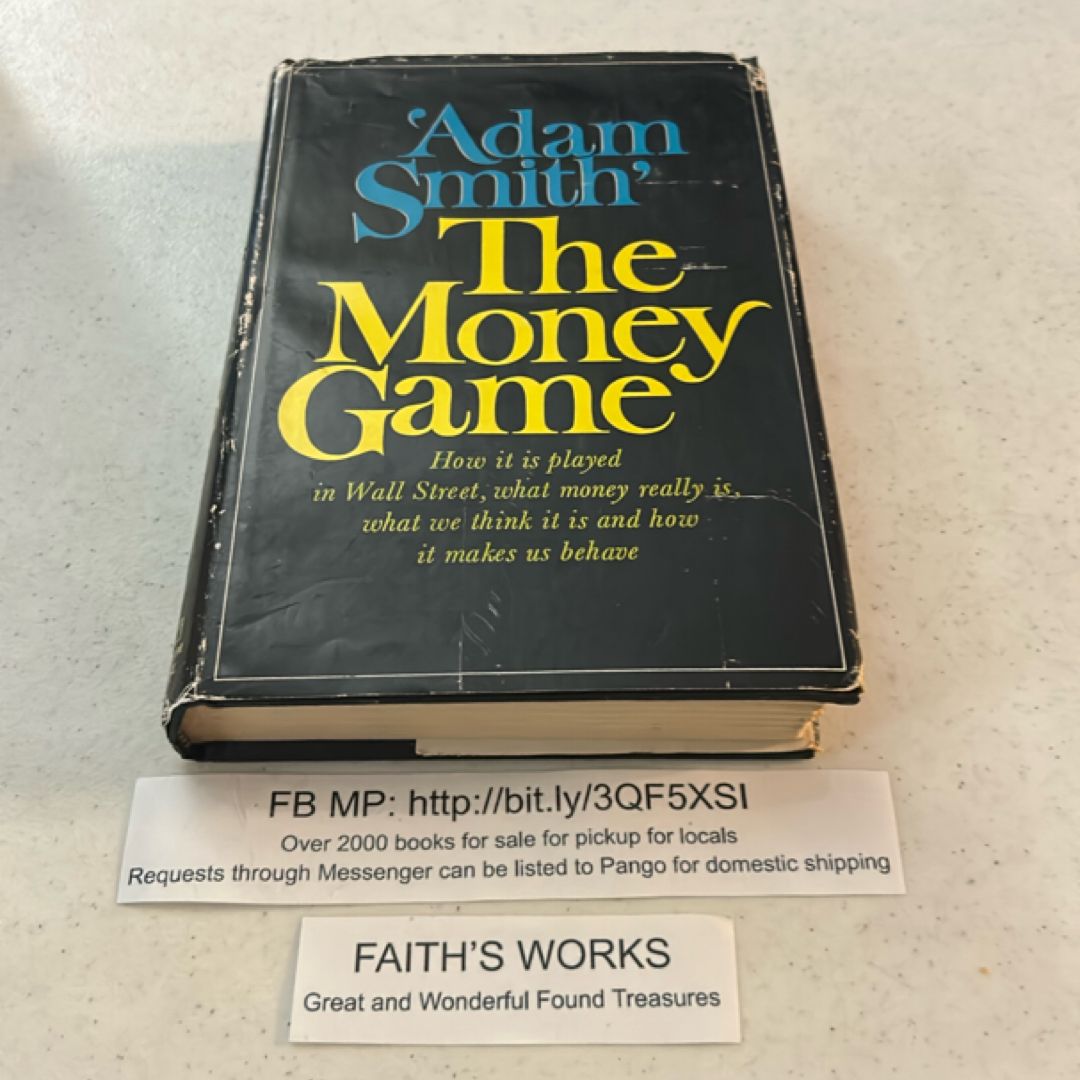 'Adam
Smith'
The
Money
Game
How it is played
in Wall Street, what money really is,
what we think it is and how
it makes us behave
FB MP: http://bit.ly/3QF5XSI
Over 2000 books for sale for pickup for locals
Requests through Messenger can be listed to Pango for domestic shipping
FAITH'S WORKS
Great and Wonderful Found Treasures